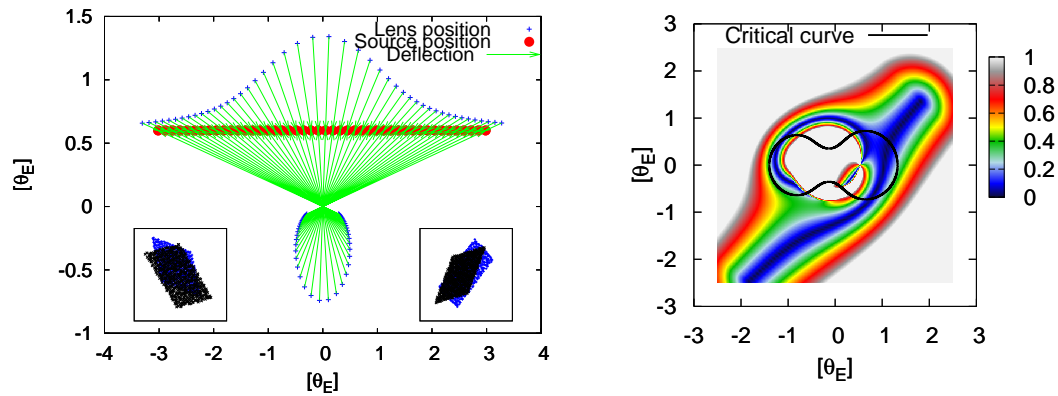 Lens position
Source position
Deflection
1.5
1
0.5
0
-0.5
-1
[θE]
-4 -3 -2 -1 0 1 2 3 4
[θE]
Critical curve
3
2
1
0
-1
-2
-3
[θE]
-2 -1 0 1 2 3
[θE]
1
0.8
0.6
0.4
0.2
0